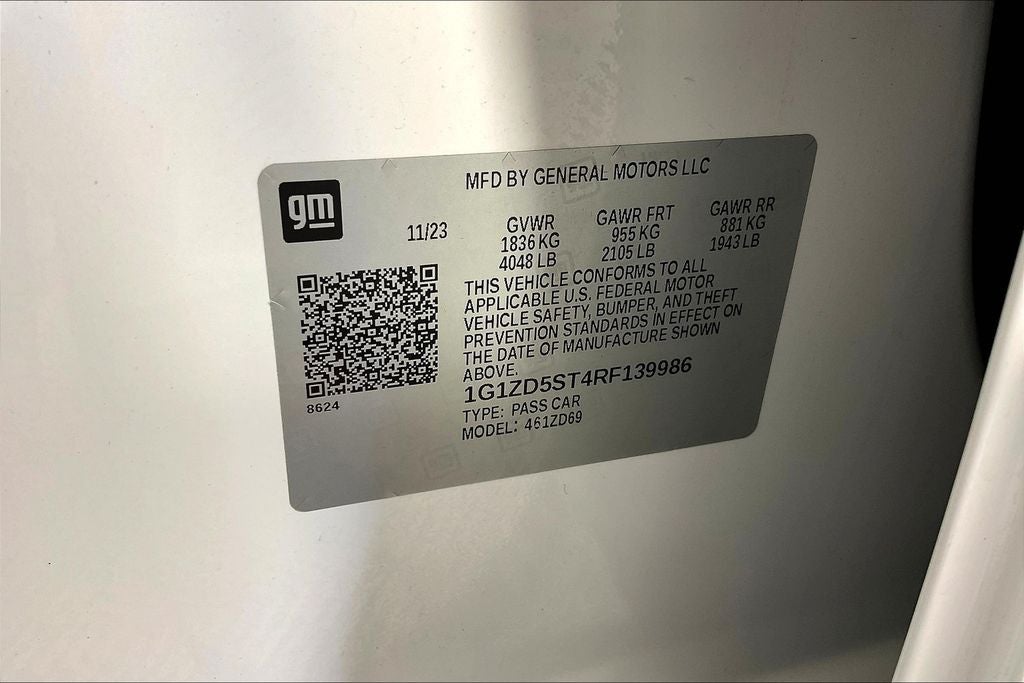 gm
MFD BY GENERAL MOTORS LLC
11/23
GVWR
1836 KG
4048 LB
GAWR FRT
955 KG
2105 LB
GAWR RR
881 KG
1943 LB
THIS VEHICLE CONFORMS TO ALL
APPLICABLE U.S. FEDERAL MOTOR
VEHICLE SAFETY, BUMPER, AND THEFT
PREVENTION STANDARDS IN EFFECT ON
THE DATE OF MANUFACTURE SHOWN
ABOVE.
1G1ZD5ST4RF139986
TYPE: PASS CAR
MODEL: 461ZD69
8624